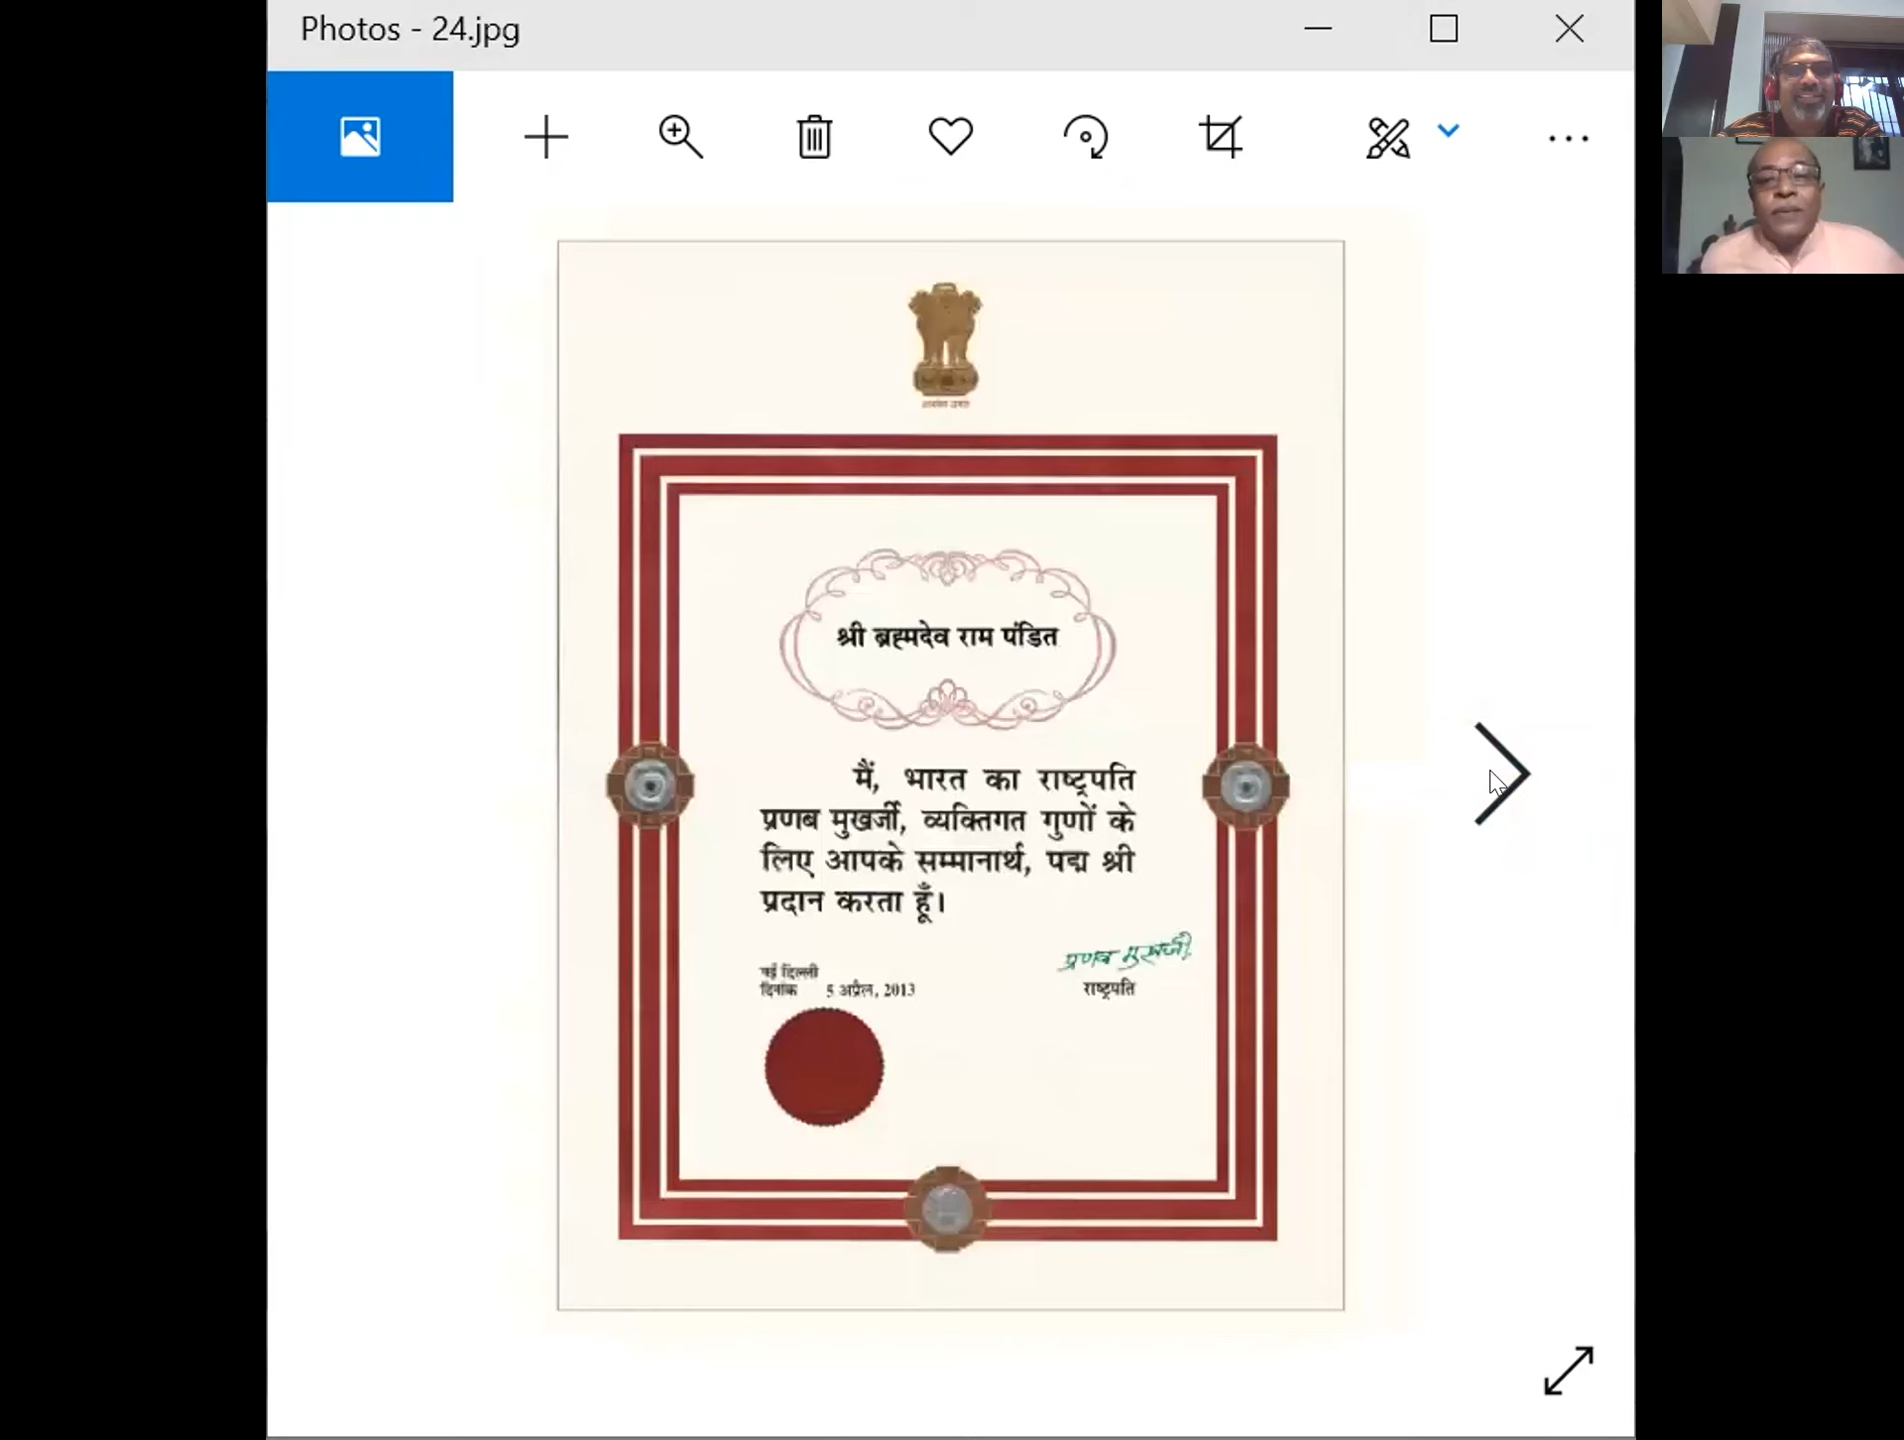 Photos - 24.jpg
श्री ब्रह्मदेव राम पंडित
मैं, भारत का राष्ट्रपति
प्रणब मुखर्जी, व्यक्तिगत गुणों के
लिए आपके सम्मानार्थ, पद्म श्री
प्रदान करता हूँ।
प्रणब मुखर्जी
नई दिल्ली
दिनांक 5 अप्रैल, 2013
राष्ट्रपति